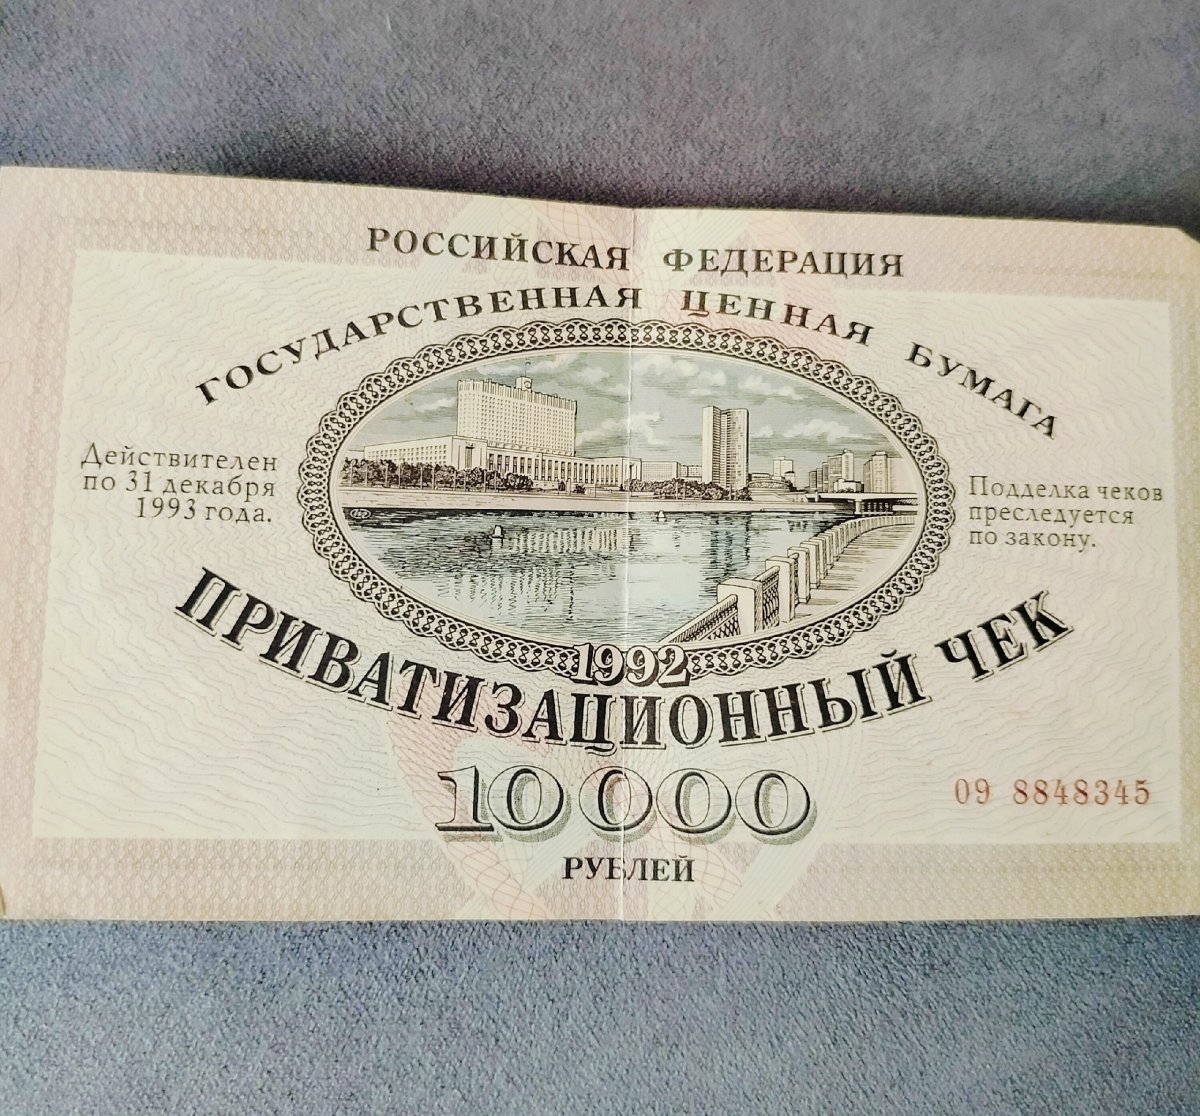 РОССИЙСКАЯ ФЕДЕРАЦИЯ
ГОСУДАРСТВЕННАЯ ЦЕННАЯ БУМАГА
Действителен
по 31 декабря
1993 года.
Подделка чеков
преследуется
по закону.
1992
ПРИВАТИЗАЦИОННЫЙ ЧЕК
10 000
РУБЛЕЙ
09 8848345